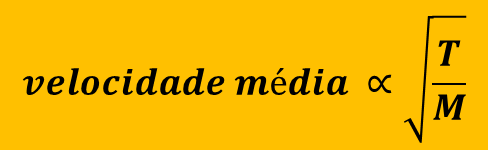 velocidade média ∝ √(T/M)